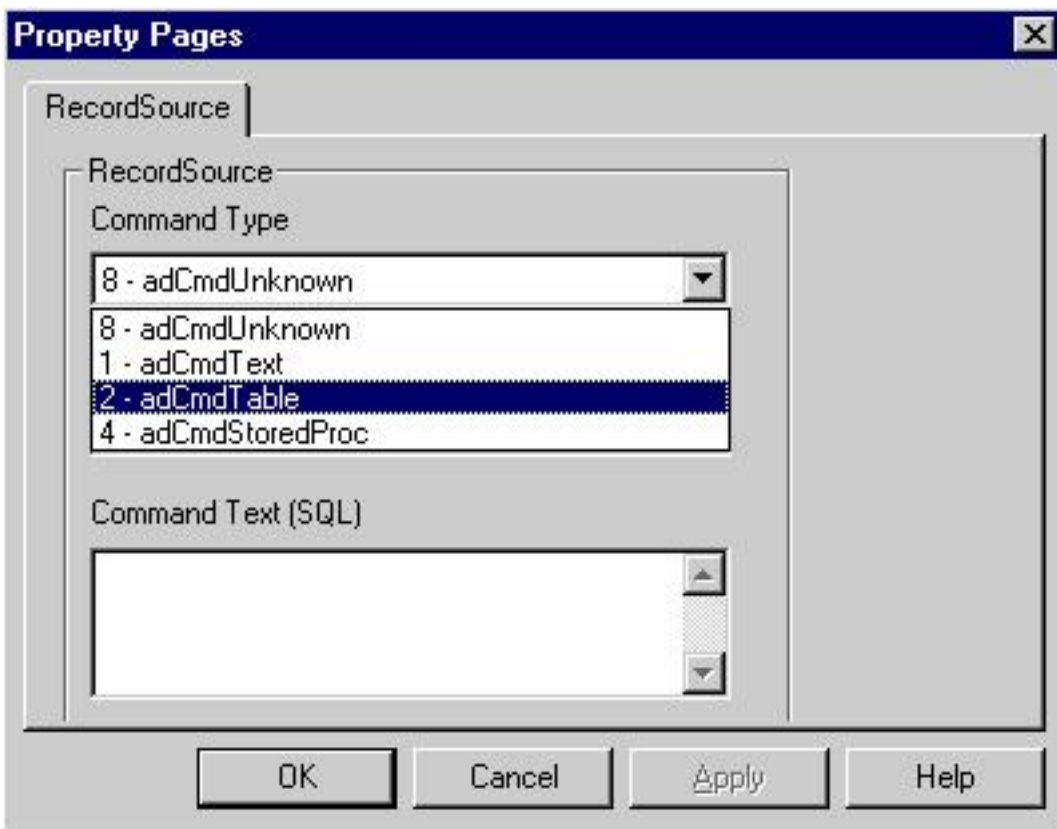 Property Pages
RecordSource
RecordSource
Command Type
8 - adCmdUnknown
8 - adCmdUnknown
1 - adCmdText
2 - adCmdTable
4 - adCmdStoredProc
Command Text (SQL)
OK
Cancel
Apply
Help